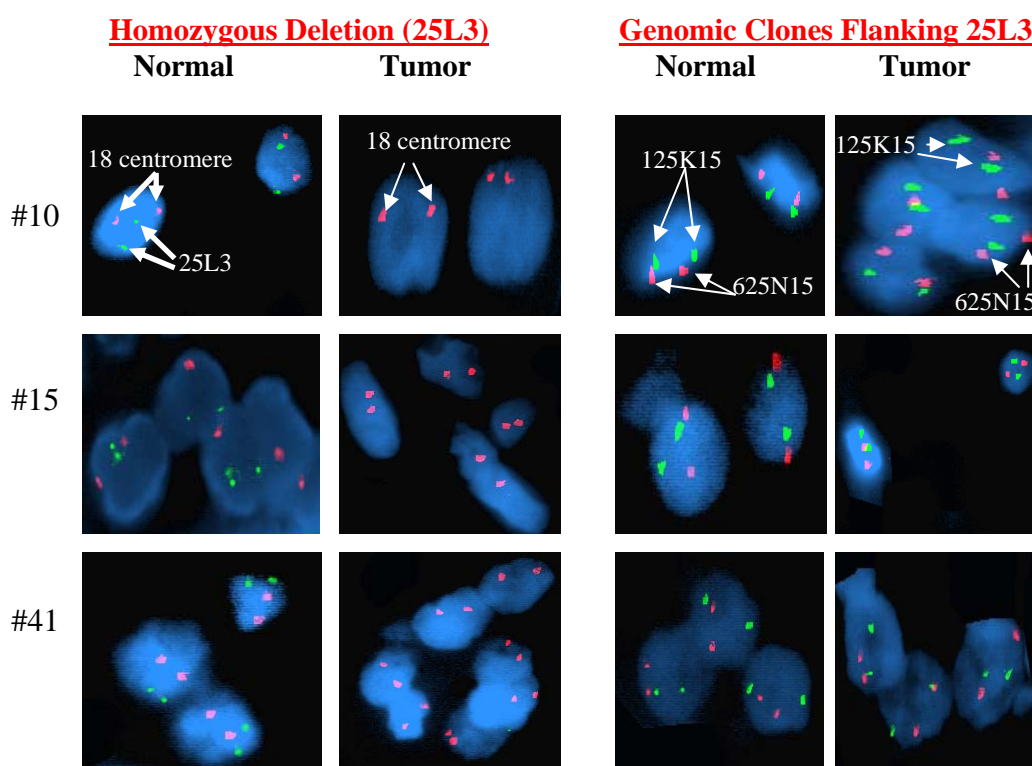 Homozygous Deletion (25L3)
Genomic Clones Flanking 25L3
Normal
Tumor
Normal
Tumor
#10
18 centromere
25L3
18 centromere
125K15
625N15
125K15
625N15
#15
#41